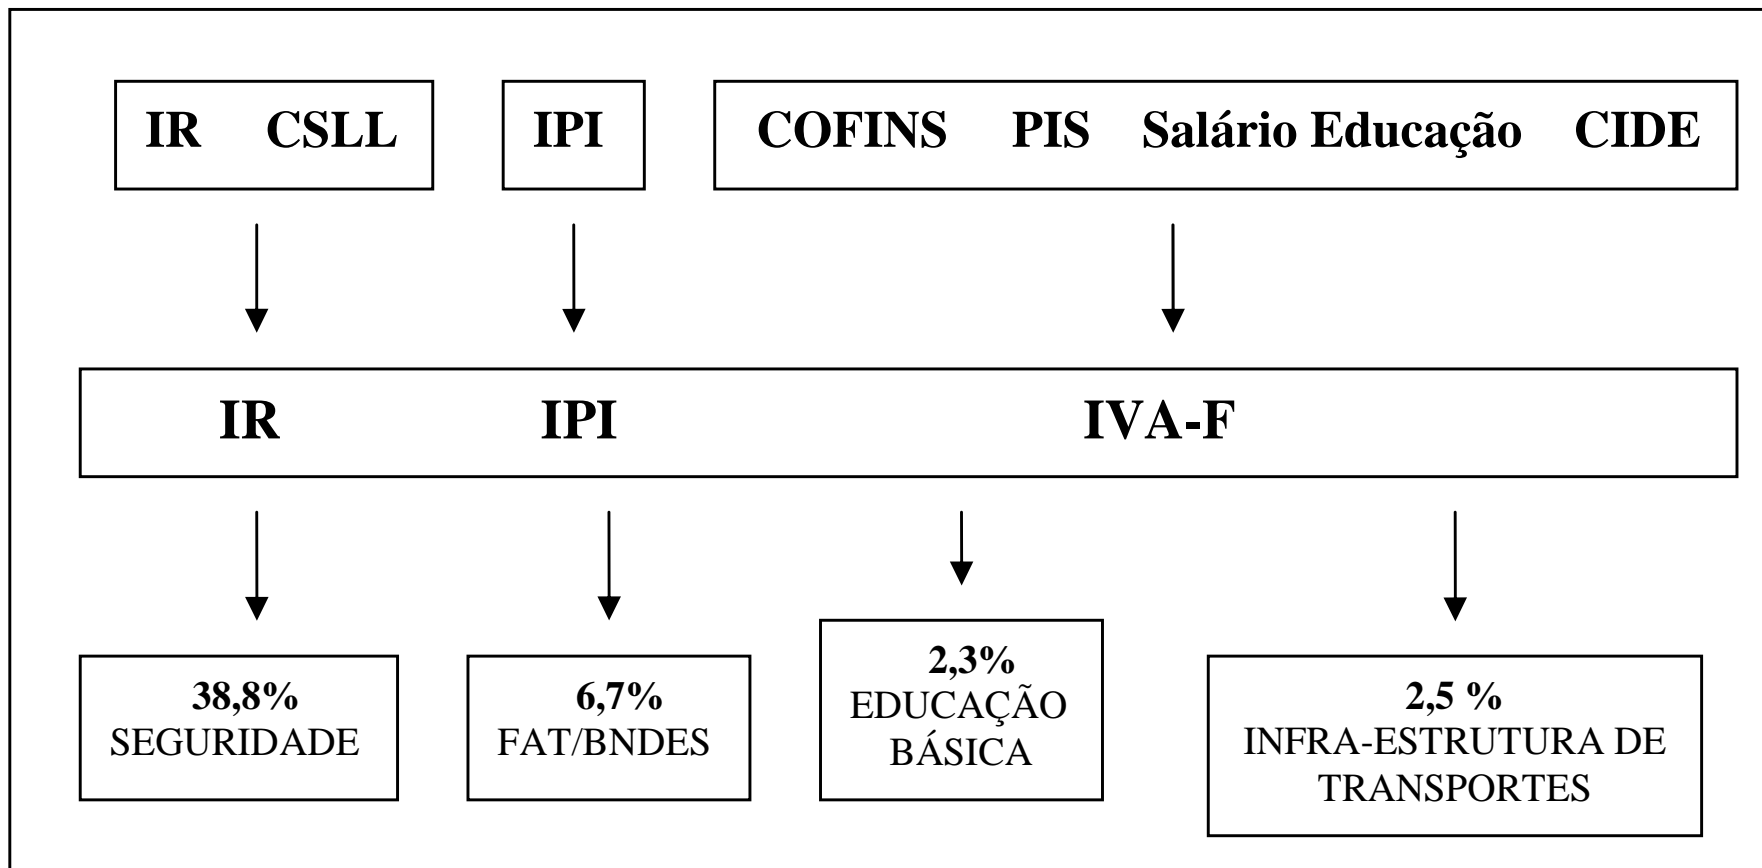 IR CSLL IPI COFINS PIS Salário Educação CIDE
IR IPI IVA-F
38,8%
SEGURIDADE
6,7%
FAT/BNDES
2,3%
EDUCAÇÃO
BÁSICA
2,5 %
INFRA-ESTRUTURA DE
TRANSPORTES